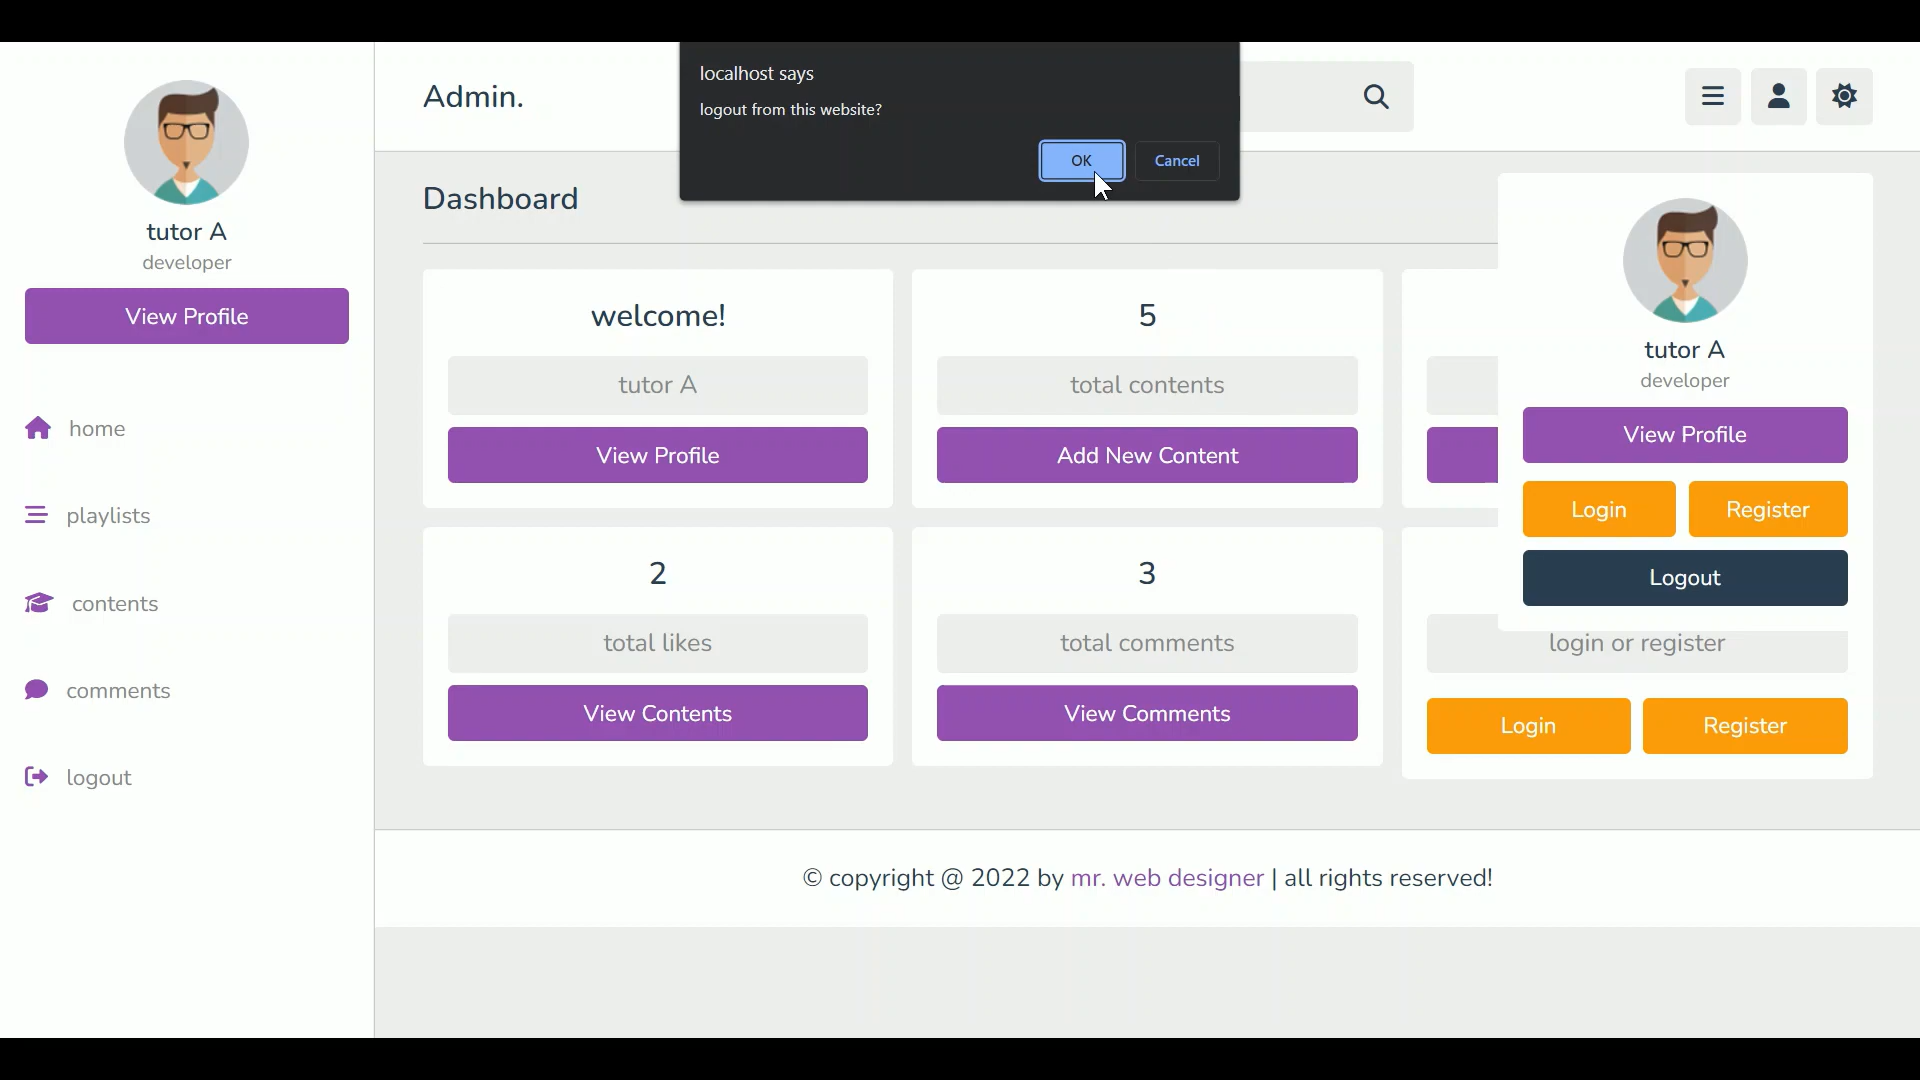 tutor A
developer
View Profile
home
playlists
contents
comments
logout
Admin.
localhost says
logout from this website?
OK
Cancel
Dashboard
welcome!
tutor A
View Profile
5
total contents
Add New Content
2
total likes
View Contents
3
total comments
View Comments
tutor A
developer
View Profile
Login
Register
Logout
login or register
Login
Register
© copyright @ 2022 by mr. web designer | all rights reserved!